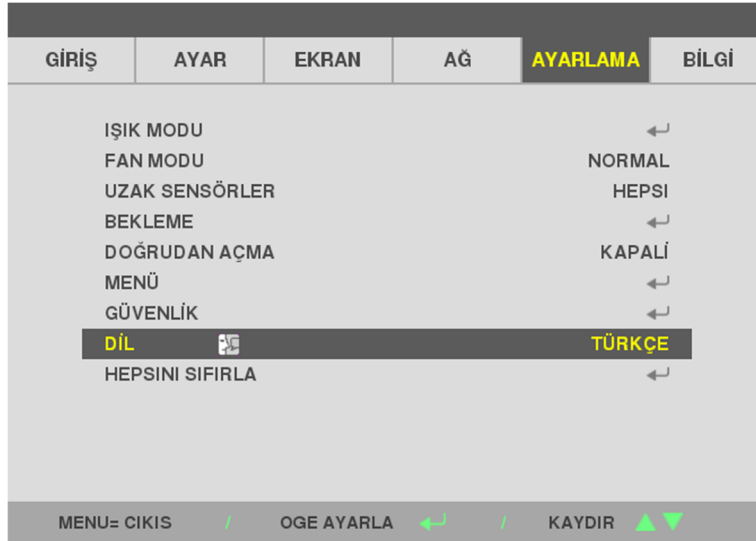 GİRİŞ AYAR EKRAN AĞ AYARLAMA BİLGİ
IŞIK MODU
FAN MODU NORMAL
UZAK SENSÖRLER HEPSI
BEKLEME
DOĞRUDAN AÇMA KAPALİ
MENÜ
GÜVENLİK
DİL TÜRKÇE
HEPSINI SIFIRLA
MENU= CIKIS / OGE AYARLA / KAYDIR